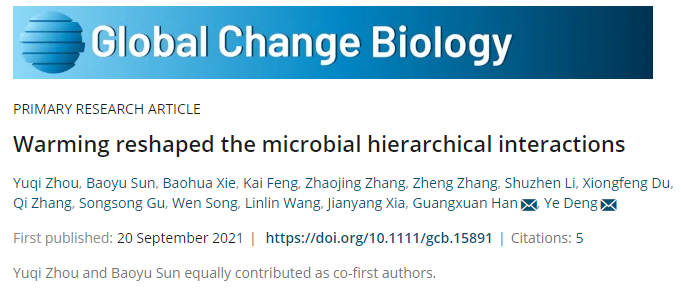 Global Change Biology
PRIMARY RESEARCH ARTICLE
Warming reshaped the microbial hierarchical interactions
Yuqi Zhou, Baoyu Sun, Baohua Xie, Kai Feng, Zhaojing Zhang, Zheng Zhang, Shuzhen Li, Xiongfeng Du,
Qi Zhang, Songsong Gu, Wen Song, Linlin Wang, Jianyang Xia, Guangxuan Han, Ye Deng
First published: 20 September 2021 | https://doi.org/10.1111/gcb.15891 | Citations: 5
Yuqi Zhou and Baoyu Sun equally contributed as co-first authors.